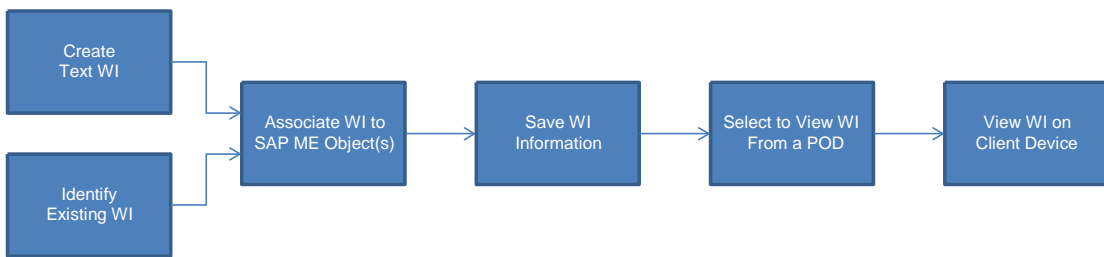 Create
Text WI
Identify
Existing WI
Associate WI to
SAP ME Object(s)
Save WI
Information
Select to View WI
From a POD
View WI on
Client Device